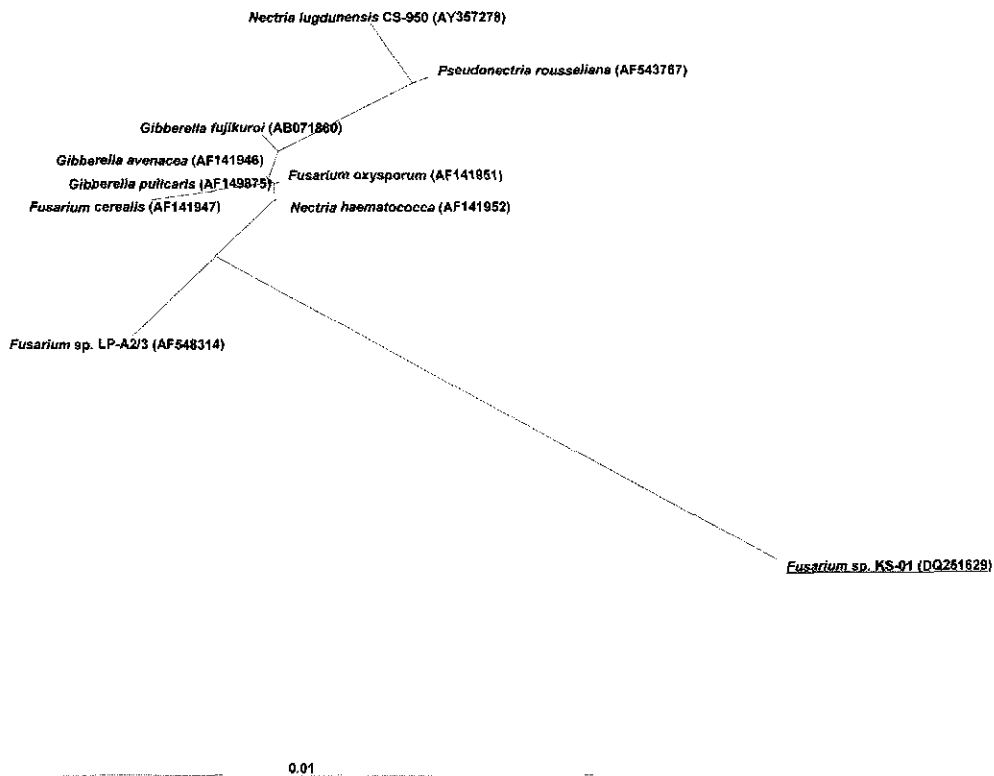 Nectria lugdunensis CS-950 (AY357278)
Pseudonectria rousseliana (AF543767)
Gibberella fujikuroi (AB071860)
Gibberella avenacea (AF141946)
Fusarium oxysporum (AF141951)
Gibberella pulicaris (AF149875)
Fusarium cerealis (AF141947)
Nectria haematococca (AF141952)
Fusarium sp. LP-A2/3 (AF548314)
Fusarium sp. KS-01 (DQ251629)
0.01